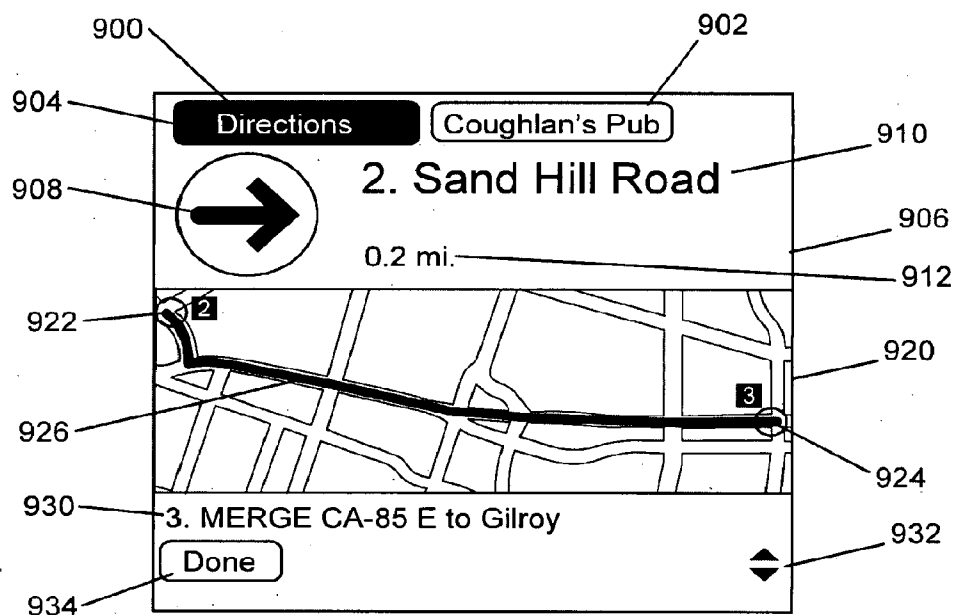 900
902
904
Directions
Coughlan's Pub
910
908
2. Sand Hill Road
906
0.2 mi.
912
922
2
920
3
926
924
930
3. MERGE CA-85 E to Gilroy
932
Done
934